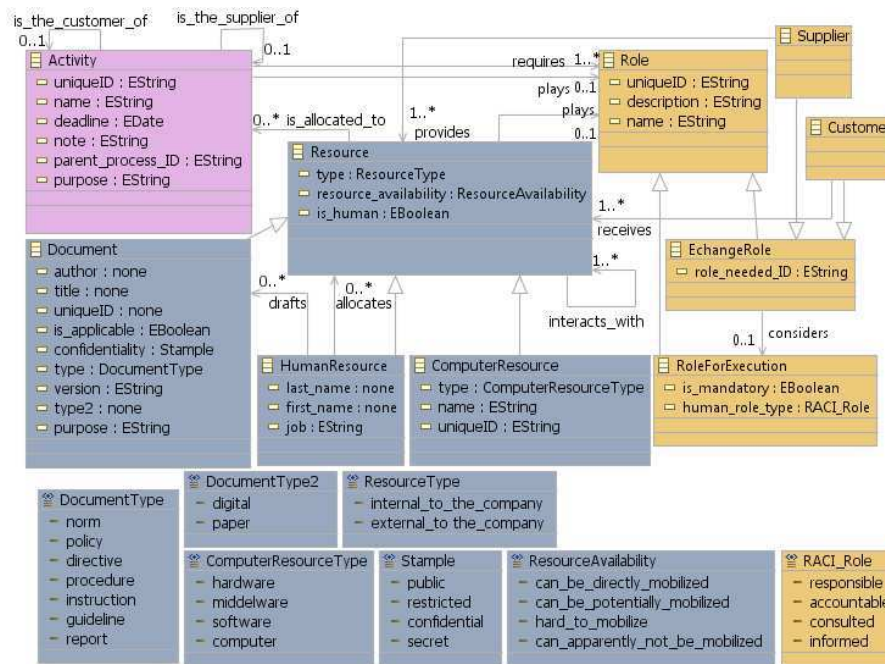 is_the_customer_of
is_the_supplier_of
0..1
0..1
Activity
uniqueID : EString
name : EString
deadline : EDate
note : EString
parent_process_ID : EString
purpose : EString
requires
1..*
plays
0..1
plays
0..1
0..*
is_allocated_to
1..*
provides
Role
uniqueID : EString
description : EString
name : EString
Supplier
Custome
Resource
type : ResourceType
resource_availability : ResourceAvailability
is_human : EBoolean
1..*
receives
1..*
interacts_with
EchangeRole
role_needed_ID : EString
0..1
considers
Document
author : none
title : none
uniqueID : none
is_applicable : EBoolean
confidentiality : Stample
type : DocumentType
version : EString
type2 : none
purpose : EString
0..*
drafts
0..*
allocates
HumanResource
last_name : none
first_name : none
job : EString
ComputerResource
type : ComputerResourceType
name : EString
uniqueID : EString
RoleForExecution
is_mandatory : EBoolean
human_role_type : RACI_Role
DocumentType
norm
policy
directive
procedure
instruction
guideline
report
DocumentType2
digital
paper
ResourceType
internal_to_the_company
external_to the_company
ComputerResourceType
hardware
middelware
software
computer
Stample
public
restricted
confidential
secret
ResourceAvailability
can_be_directly_mobilized
can_be_potentially_mobilized
hard_to_mobilize
can_apparently_not_be_mobilized
RACI_Role
responsible
accountable
consulted
informed